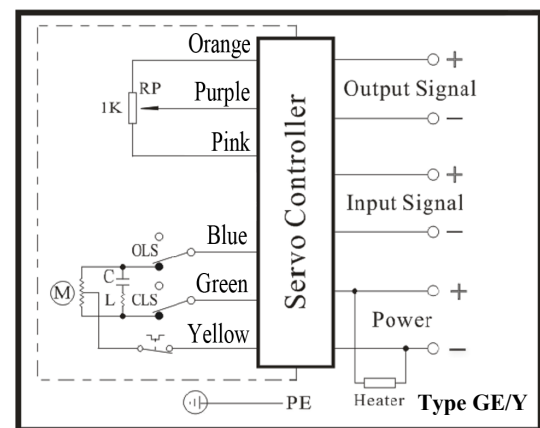 Orange
RP
1K
Purple
Pink
OLS
Blue
C
M
L
CLS
Green
Yellow
Servo Controller
+
Output Signal
−
+
Input Signal
−
+
Power
−
PE
Heater
Type GE/Y